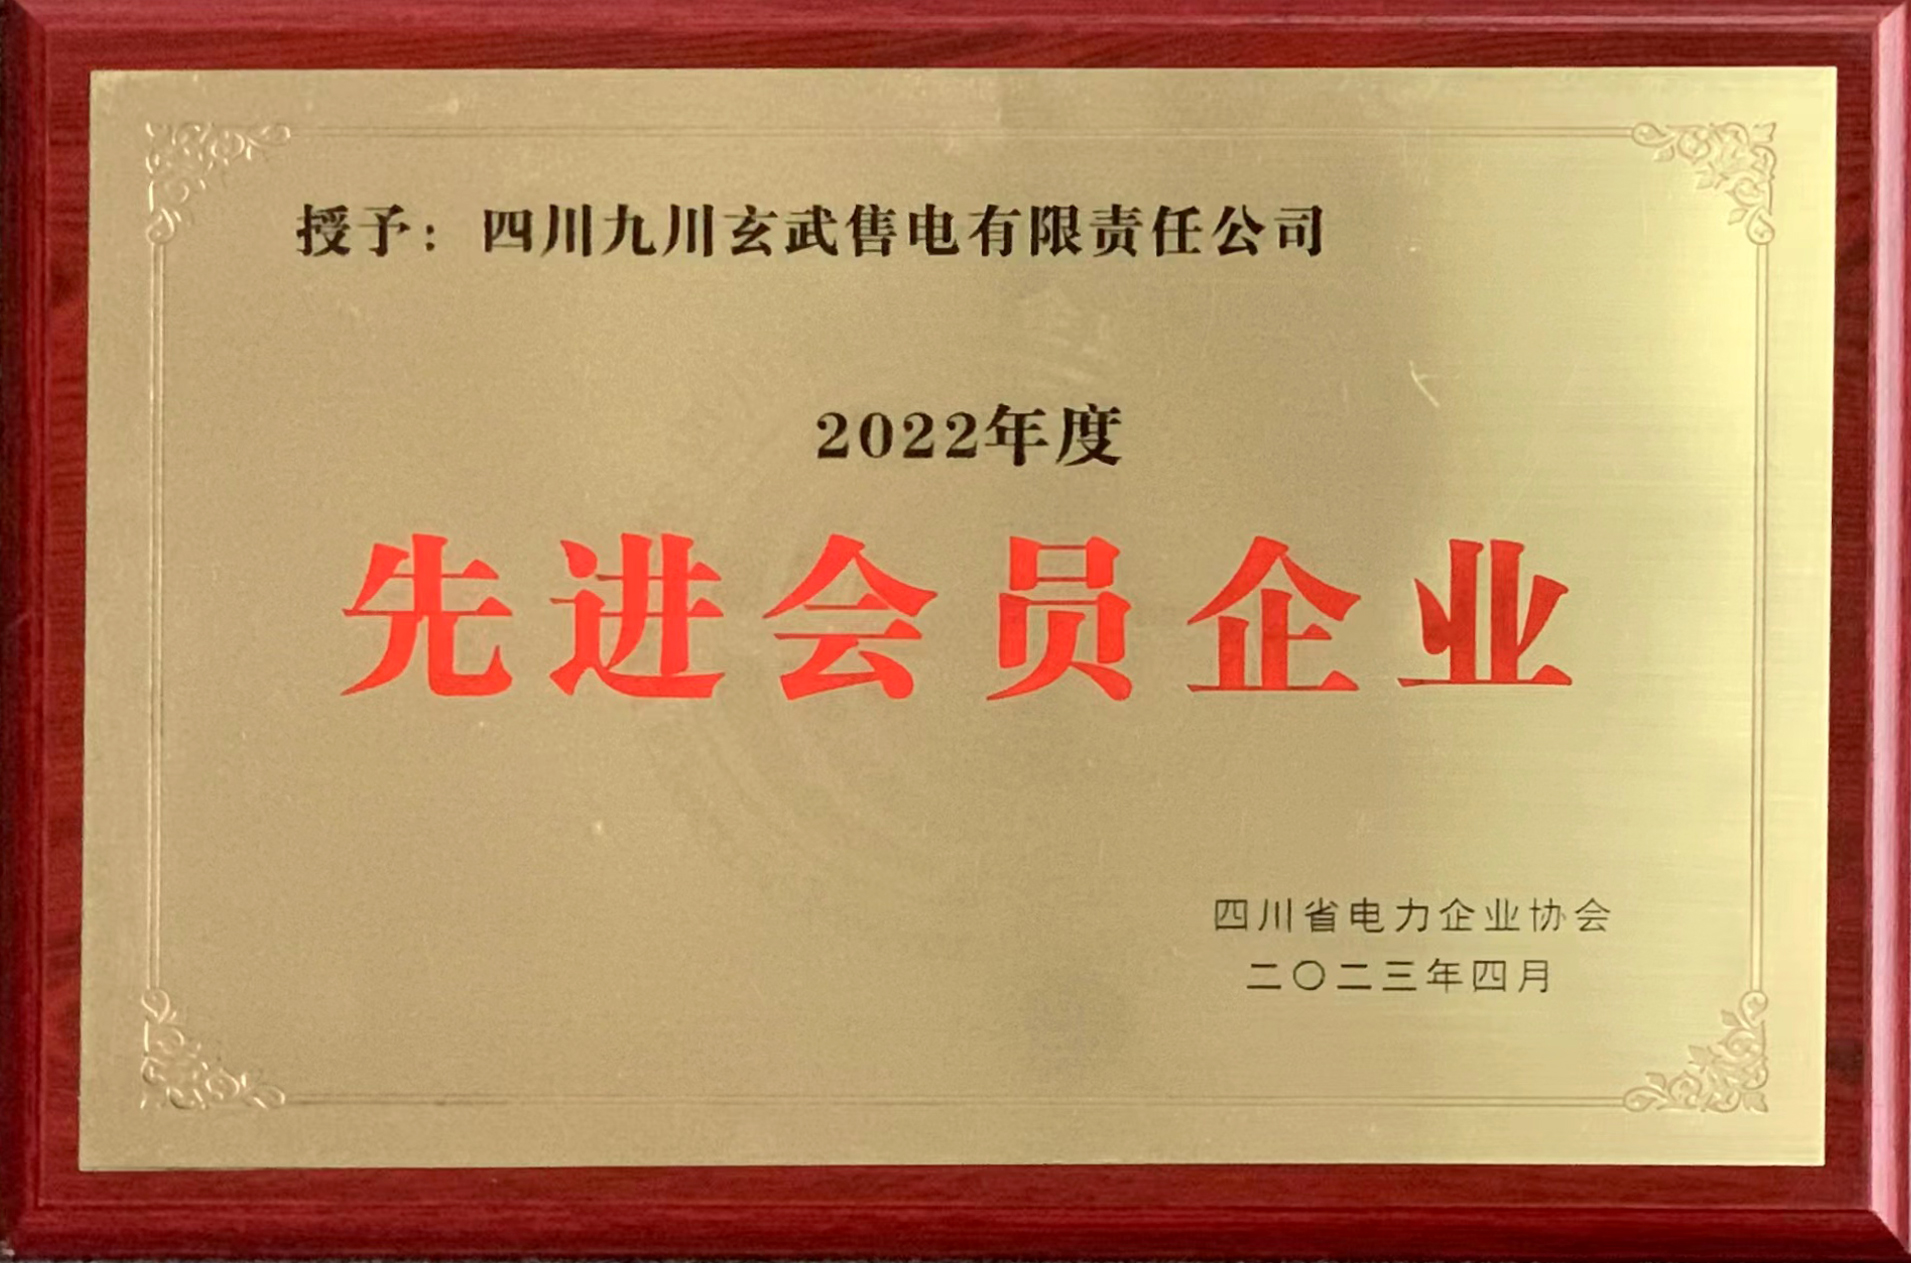 授予：四川九川玄武售电有限责任公司
2022年度
先进会员企业
四川省电力企业协会
二〇二三年四月